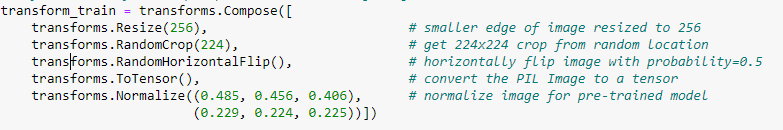 transform_train = transforms.Compose([
    transforms.Resize(256),                          # smaller edge of image resized to 256
    transforms.RandomCrop(224),                      # get 224x224 crop from random location
    transforms.RandomHorizontalFlip(),               # horizontally flip image with probability=0.5
    transforms.ToTensor(),                           # convert the PIL Image to a tensor
    transforms.Normalize((0.485, 0.456, 0.406),      # normalize image for pre-trained model
                         (0.229, 0.224, 0.225))])